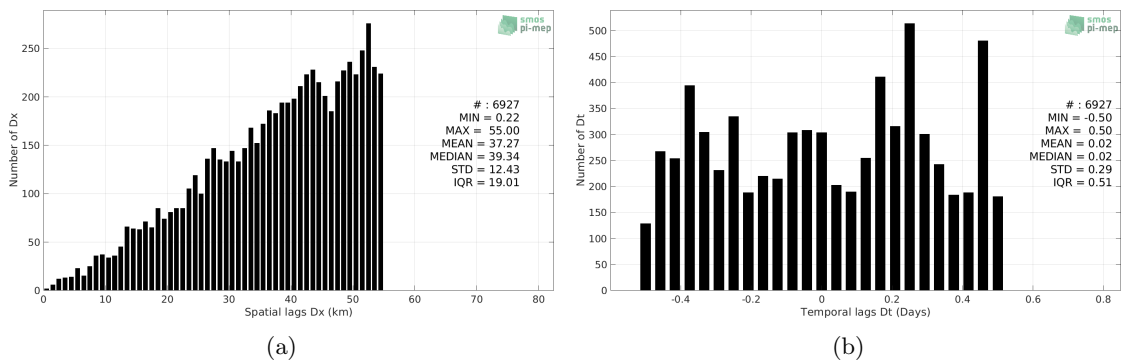 smos
pi-mep
250
200
150
100
50
0
Number of Dx
# : 6927
MIN = 0.22
MAX = 55.00
MEAN = 37.27
MEDIAN = 39.34
STD = 12.43
IQR = 19.01
0 10 20 30 40 50 60 70 80
Spatial lags Dx (km)
(a)
smos
pi-mep
500
450
400
350
300
250
200
150
100
50
0
Number of Dt
# : 6927
MIN = -0.50
MAX = 0.50
MEAN = 0.02
MEDIAN = 0.02
STD = 0.29
IQR = 0.51
-0.4 -0.2 0 0.2 0.4 0.6 0.8
Temporal lags Dt (Days)
(b)